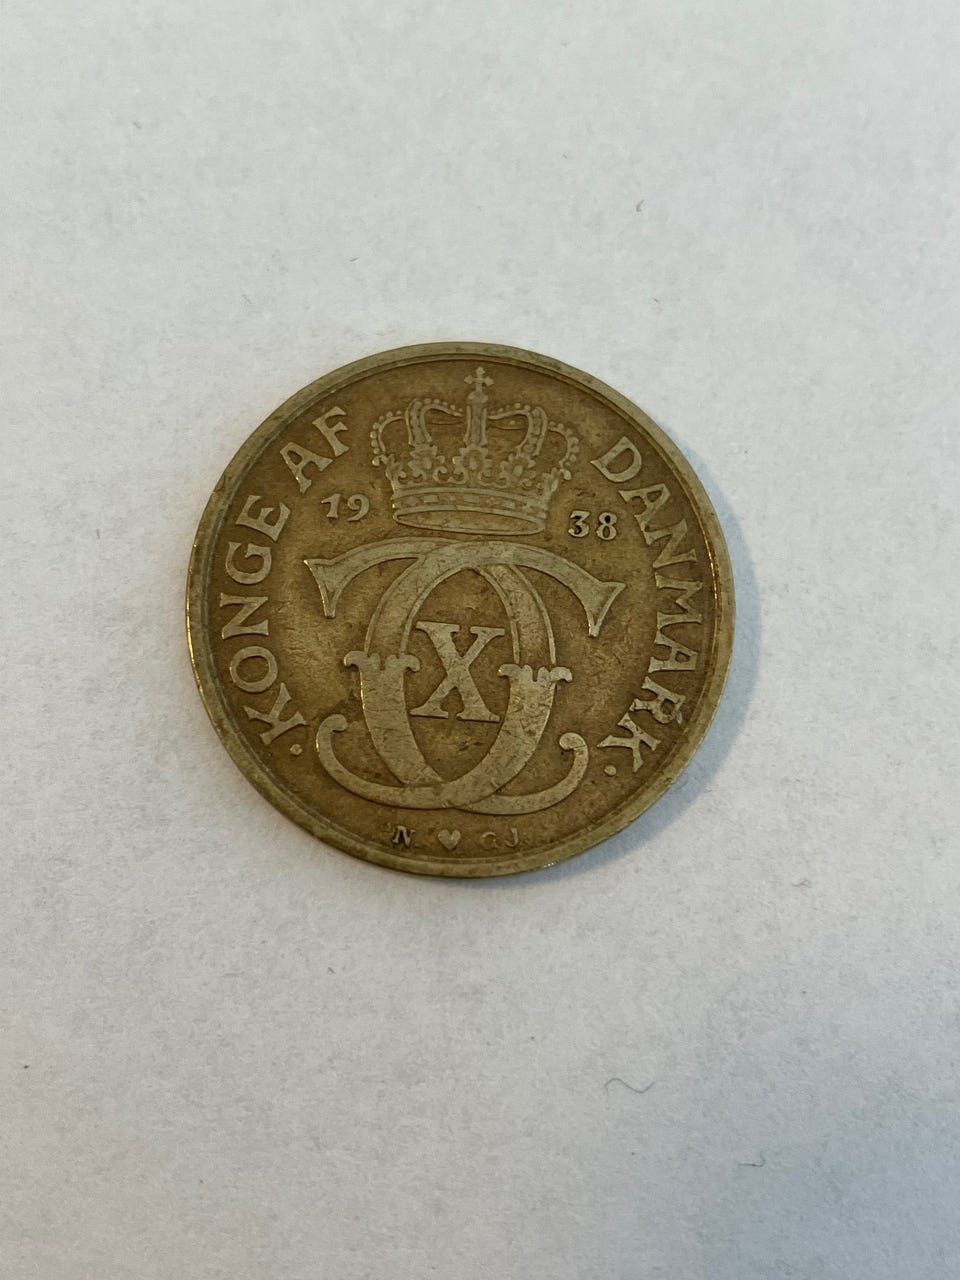 · KONGE AF DANMARK ·
19 38
X
N. ♥ GJ